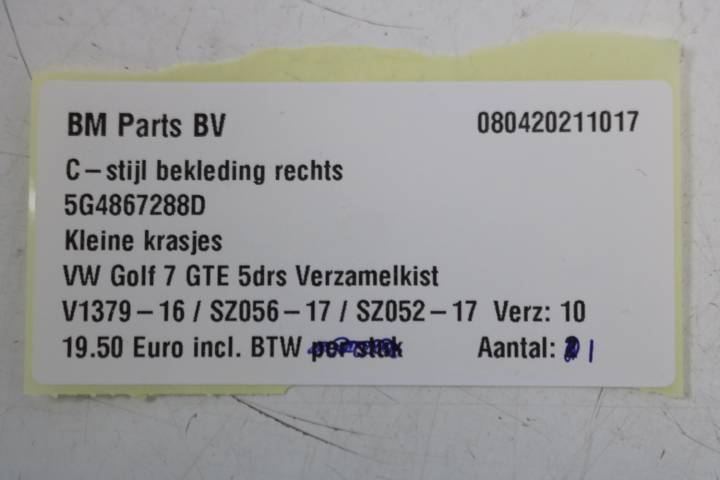 BM Parts BV 080420211017
C-stijl bekleding rechts
5G4867288D
Kleine krasjes
VW Golf 7 GTE 5drs Verzamelkist
V1379-16 / SZ056-17 / SZ052-17 Verz: 10
19.50 Euro incl. BTW per stuk Aantal: 1